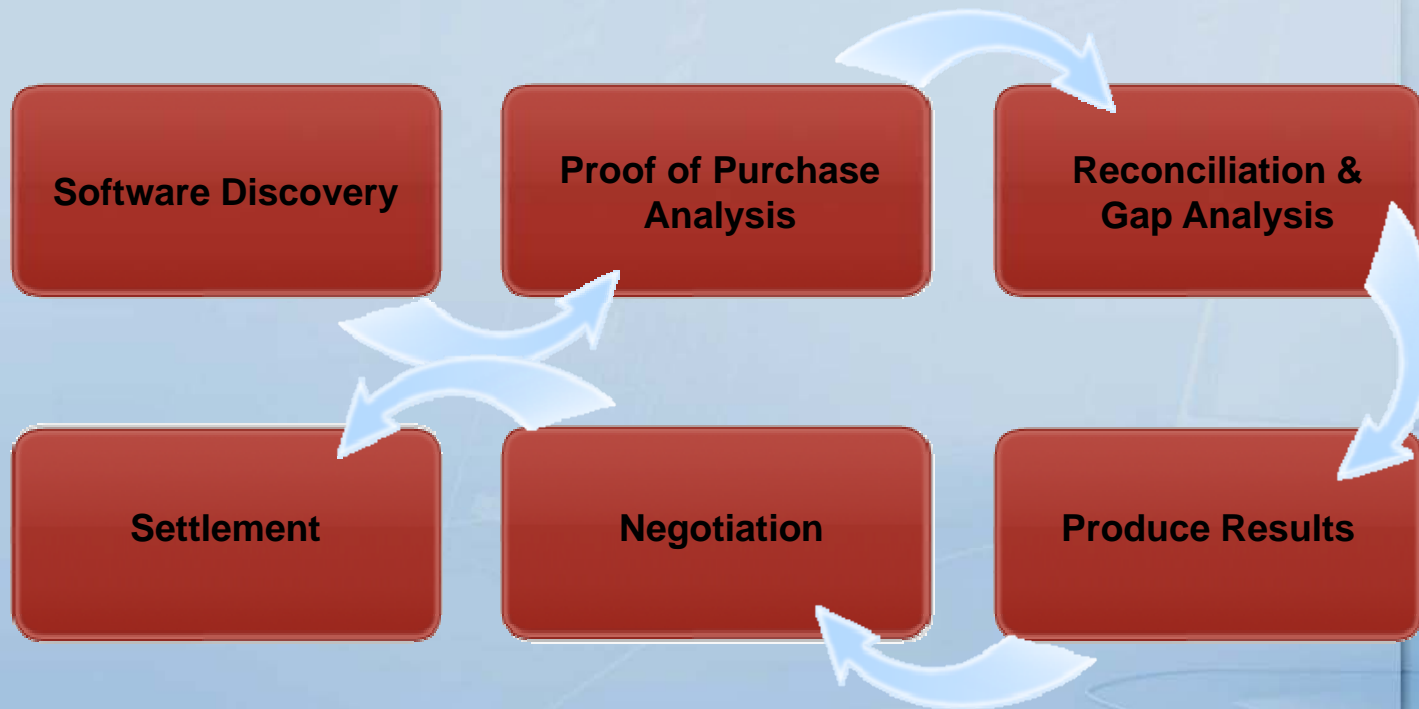 Software Discovery
Proof of Purchase
Analysis
Reconciliation &
Gap Analysis
Settlement
Negotiation
Produce Results